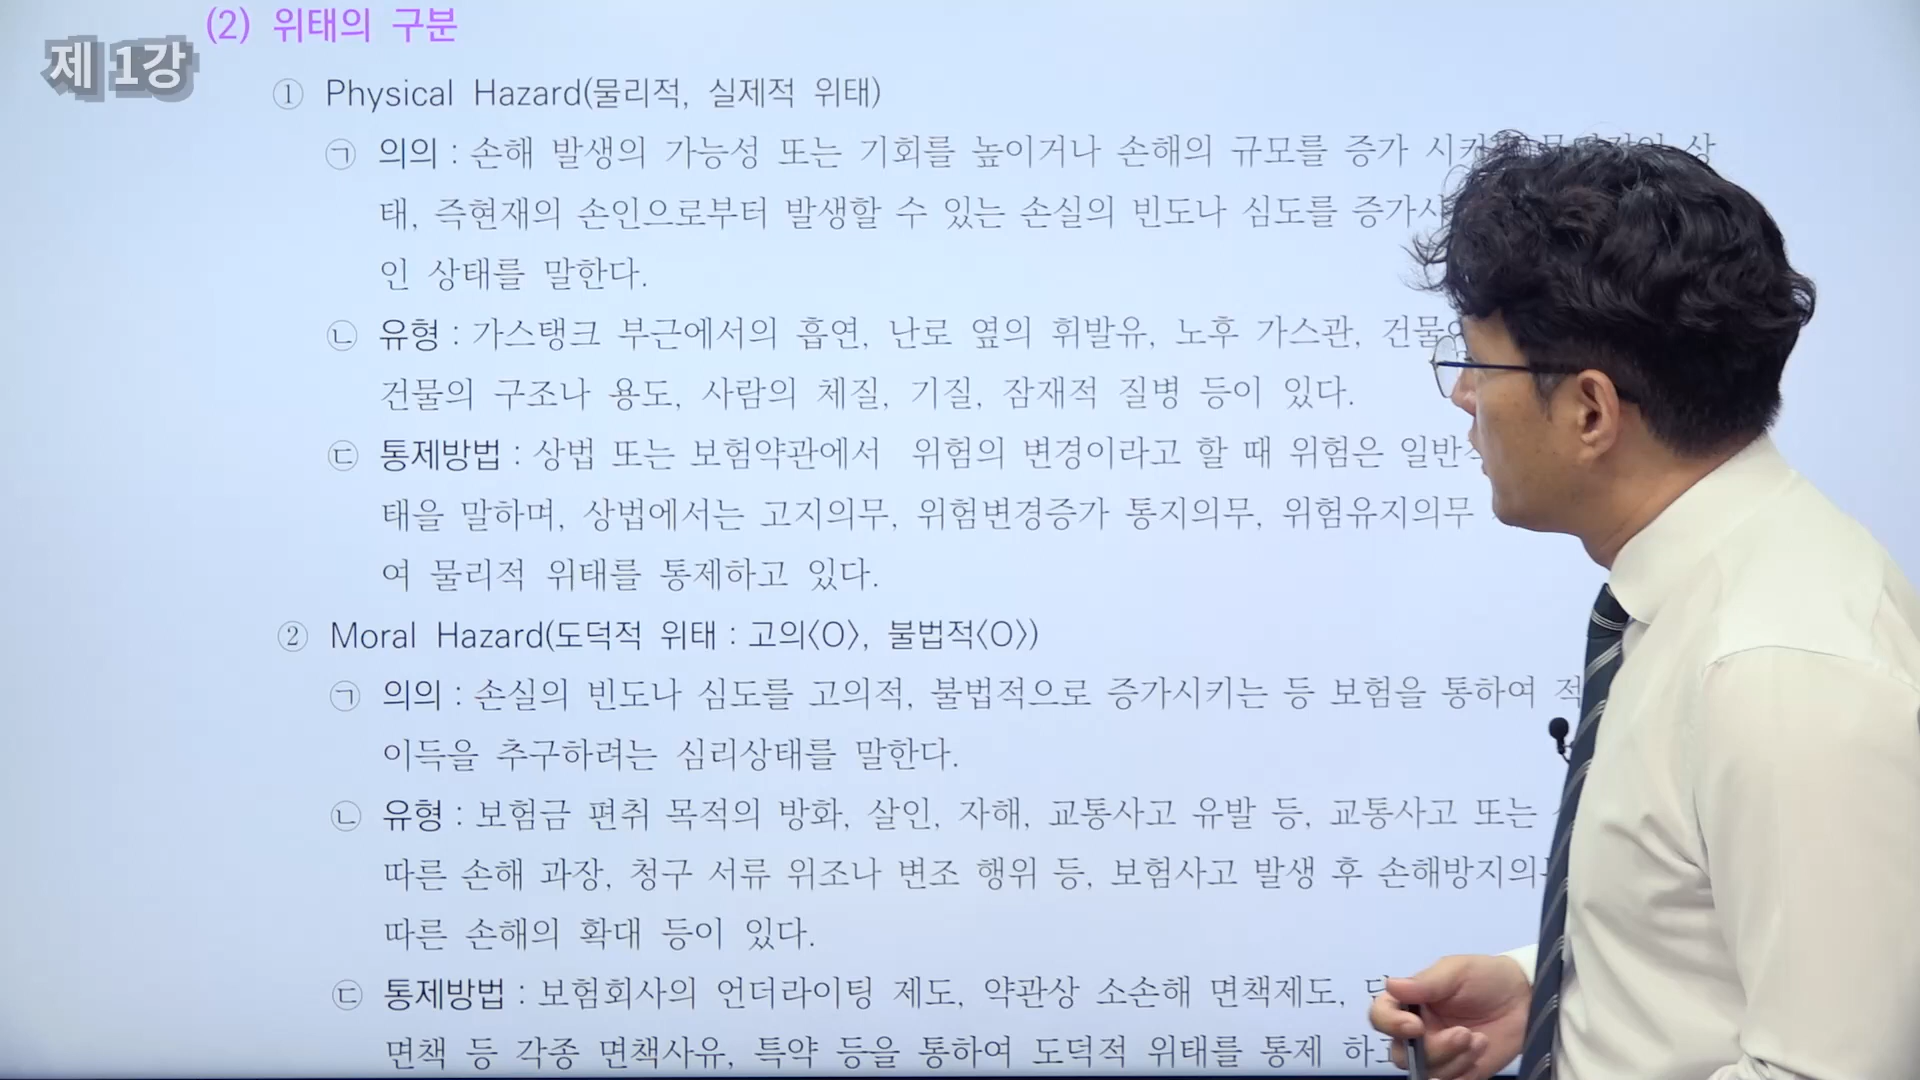 (2) 위태의 구분
제 1강
① Physical Hazard(물리적, 실제적 위태)
㉠ 의의 : 손해 발생의 가능성 또는 기회를 높이거나 손해의 규모를 증가 상
태, 즉현재의 손인으로부터 발생할 수 있는 손실의 빈도나 심도를
인 상태를 말한다.
㉡ 유형 : 가스탱크 부근에서의 흡연, 난로 옆의 휘발유, 노후 가스관,
건물의 구조나 용도, 사람의 체질, 기질, 잠재적 질병 등이 있다.
㉢ 통제방법 : 상법 또는 보험약관에서 위험의 변경이라고 할 때 위험은
태을 말하며, 상법에서는 고지의무, 위험변경증가 통지의무, 위험유지의무
여 물리적 위태를 통제하고 있다.
② Moral Hazard(도덕적 위태 : 고의<O>, 불법적<O>)
㉠ 의의 : 손실의 빈도나 심도를 고의적, 불법적으로 증가시키는 등 보험을 통하여
이득을 추구하려는 심리상태를 말한다.
㉡ 유형 : 보험금 편취 목적의 방화, 살인, 자해, 교통사고 유발 등, 교통사고 또는
따른 손해 과장, 청구 서류 위조나 변조 행위 등, 보험사고 발생 후
따른 손해의 확대 등이 있다.
㉢ 통제방법 : 보험회사의 언더라이팅 제도, 약관상 소손해 면책제도,
면책 등 각종 면책사유, 특약 등을 통하여 도덕적 위태를 통제